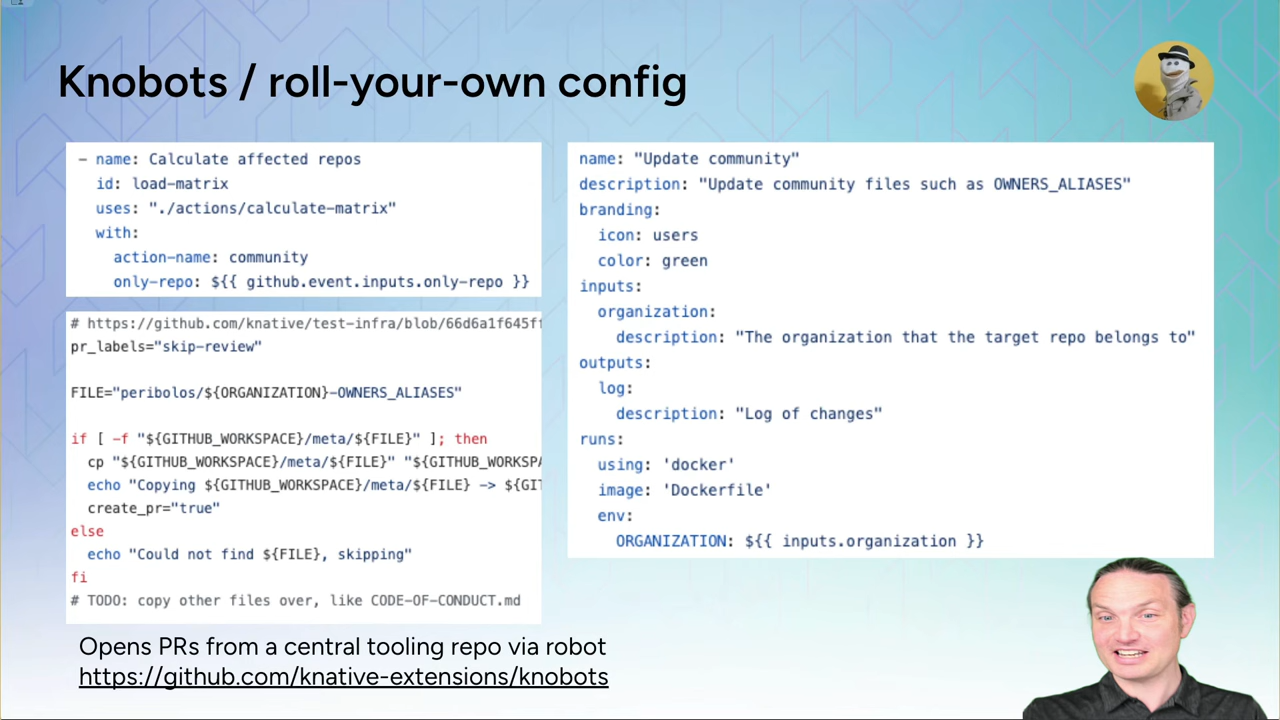 Knobots / roll-your-own config
- name: Calculate affected repos
id: load-matrix
uses: "./actions/calculate-matrix"
with:
action-name: community
only-repo: ${{ github.event.inputs.only-repo }}
# https://github.com/knative/test-infra/blob/66d6a1f645f
pr_labels="skip-review"
FILE="peribolos/${ORGANIZATION}-OWNERS_ALIASES"
if [ -f "${GITHUB_WORKSPACE}/meta/${FILE}" ]; then
cp "${GITHUB_WORKSPACE}/meta/${FILE}" "${GITHUB_WORKSPA
echo "Copying ${GITHUB_WORKSPACE}/meta/${FILE} -> ${GIT
create_pr="true"
else
echo "Could not find ${FILE}, skipping"
fi
# TODO: copy other files over, like CODE-OF-CONDUCT.md
name: "Update community"
description: "Update community files such as OWNERS_ALIASES"
branding:
icon: users
color: green
inputs:
organization:
description: "The organization that the target repo belongs to"
outputs:
log:
description: "Log of changes"
runs:
using: 'docker'
image: 'Dockerfile'
env:
ORGANIZATION: ${{ inputs.organization }}
Opens PRs from a central tooling repo via robot
https://github.com/knative-extensions/knobots